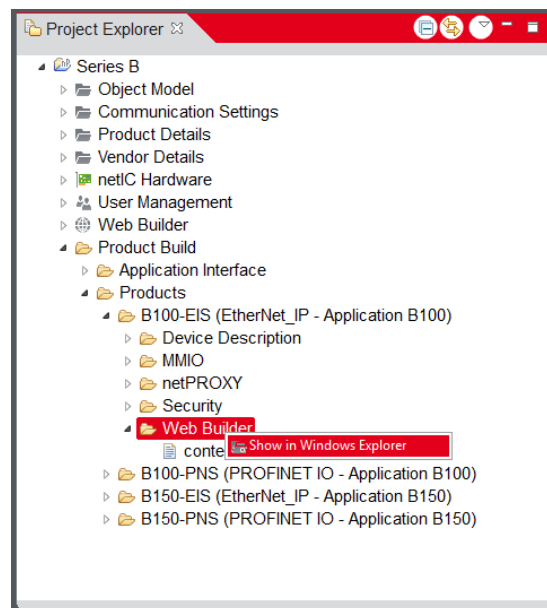 Project Explorer
Series B
Object Model
Communication Settings
Product Details
Vendor Details
netIC Hardware
User Management
Web Builder
Product Build
Application Interface
Products
B100-EIS (EtherNet_IP - Application B100)
Device Description
MMIO
netPROXY
Security
Web Builder
conte
Show in Windows Explorer
B100-PNS (PROFINET IO - Application B100)
B150-EIS (EtherNet_IP - Application B150)
B150-PNS (PROFINET IO - Application B150)